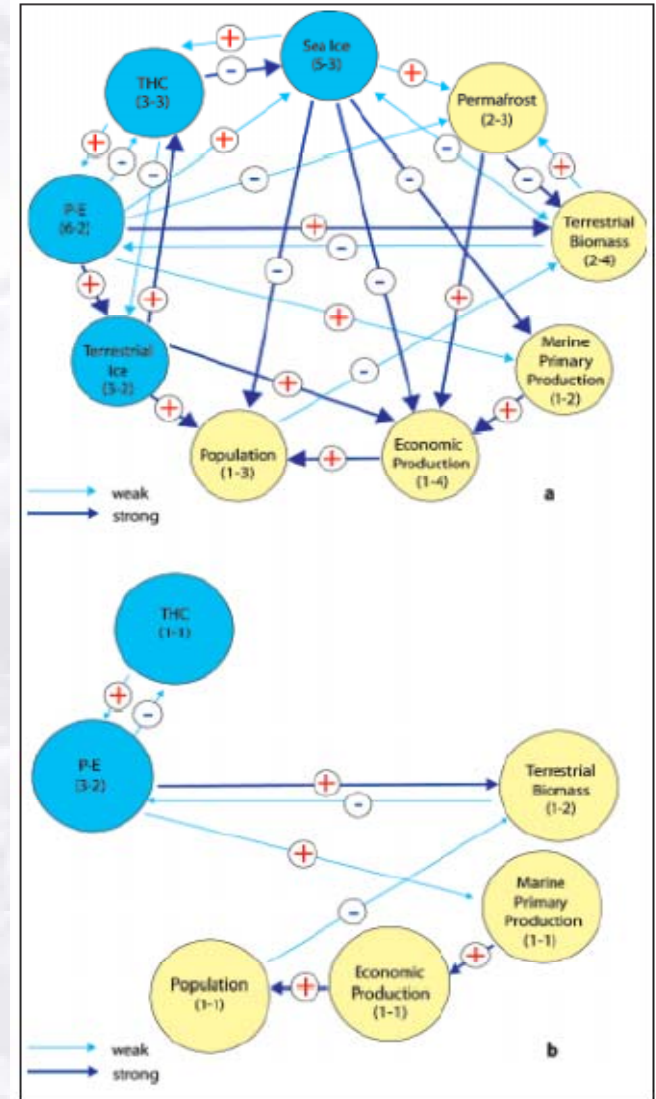 Sea Ice
(5-3)
THC
(3-3)
Permafrost
(2-3)
P-E
(6-2)
Terrestrial
Biomass
(2-4)
Terrestrial
Ice
(3-2)
Marine
Primary
Production
(1-2)
Population
(1-3)
Economic
Production
(1-4)
+
-
+
+
-
-
+
-
-
-
-
+
+
-
+
+
-
-
+
+
-
+
+
+
+
weak
strong
a
THC
(1-1)
+
-
P-E
(3-2)
+
-
Terrestrial
Biomass
(1-2)
+
-
Marine
Primary
Production
(1-1)
+
Population
(1-1)
+
Economic
Production
(1-1)
weak
strong
b